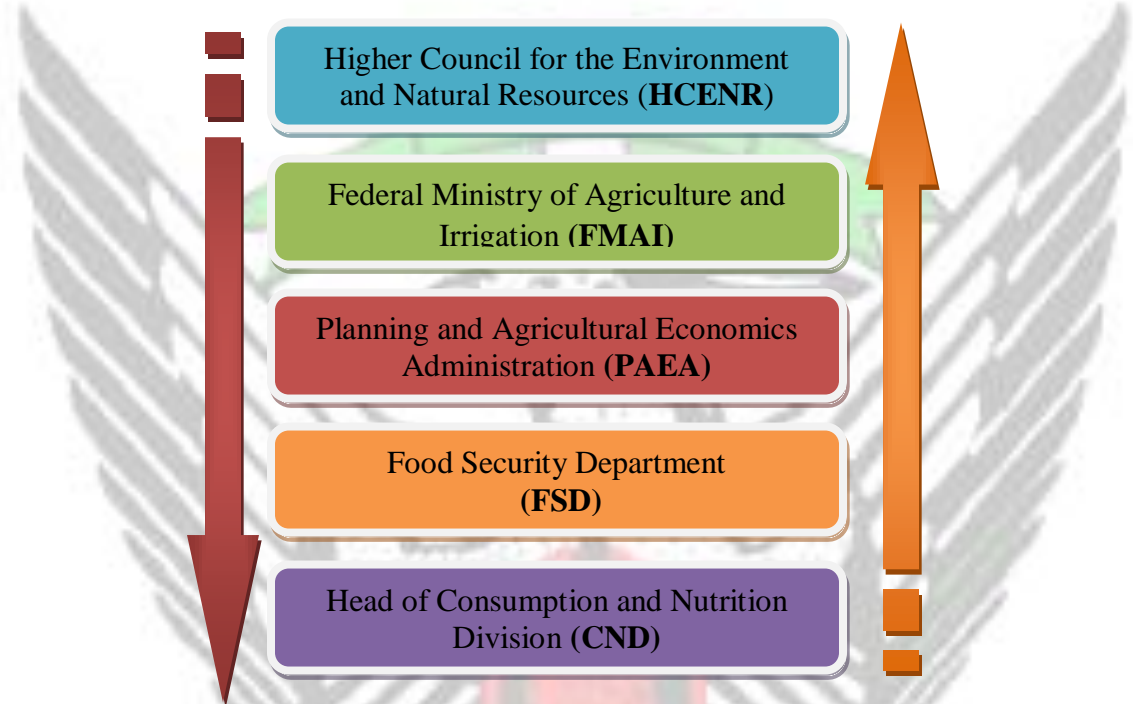 Higher Council for the Environment
and Natural Resources (HCENR)
Federal Ministry of Agriculture and
Irrigation (FMAI)
Planning and Agricultural Economics
Administration (PAEA)
Food Security Department
(FSD)
Head of Consumption and Nutrition
Division (CND)